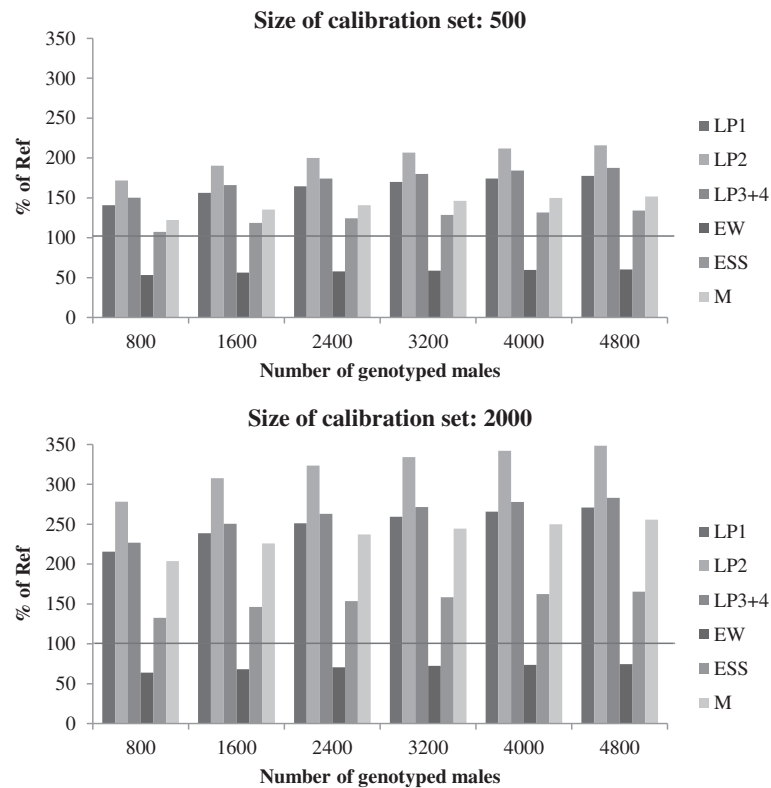 Size of calibration set: 500
350
300
250
200
150
100
50
0
% of Ref
800 1600 2400 3200 4000 4800
Number of genotyped males
LP1
LP2
LP3+4
EW
ESS
M
Size of calibration set: 2000
350
300
250
200
150
100
50
0
% of Ref
800 1600 2400 3200 4000 4800
Number of genotyped males
LP1
LP2
LP3+4
EW
ESS
M